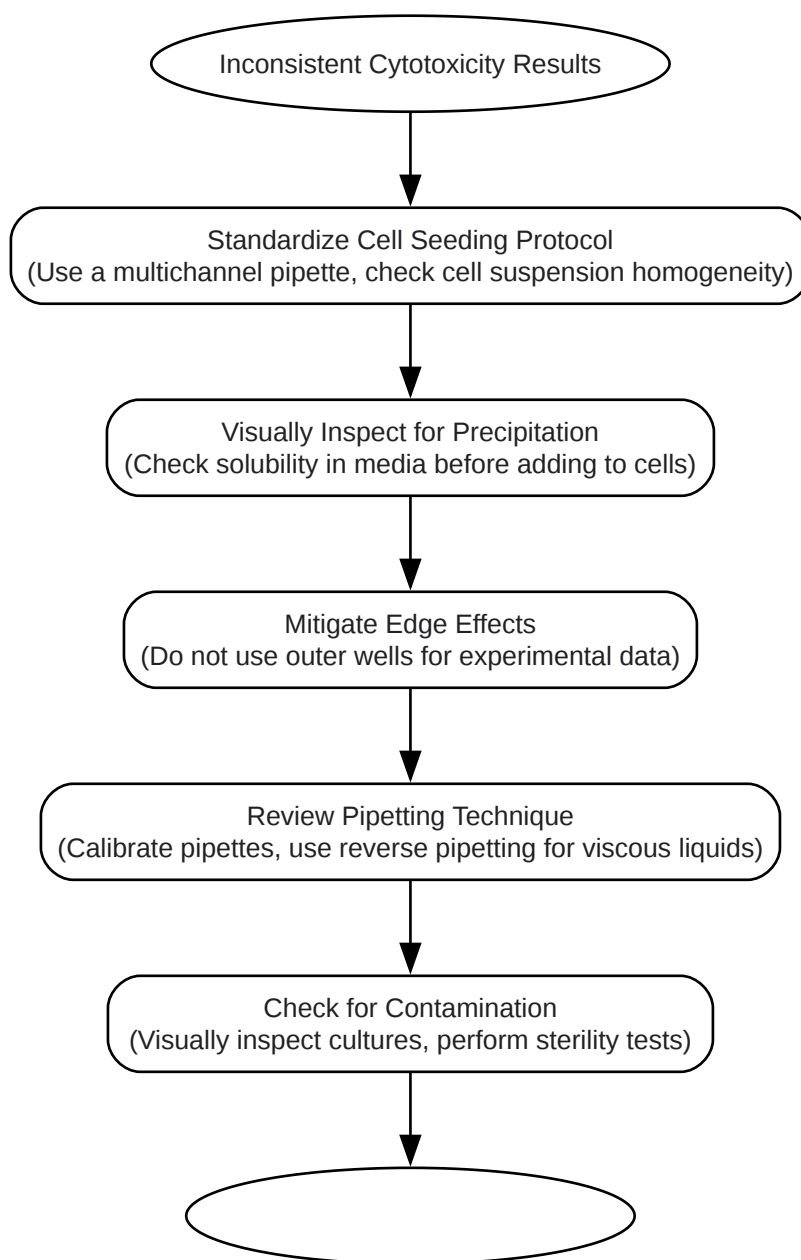 Inconsistent Cytotoxicity Results
Standardize Cell Seeding Protocol
(Use a multichannel pipette, check cell suspension homogeneity)
Visually Inspect for Precipitation
(Check solubility in media before adding to cells)
Mitigate Edge Effects
(Do not use outer wells for experimental data)
Review Pipetting Technique
(Calibrate pipettes, use reverse pipetting for viscous liquids)
Check for Contamination
(Visually inspect cultures, perform sterility tests)